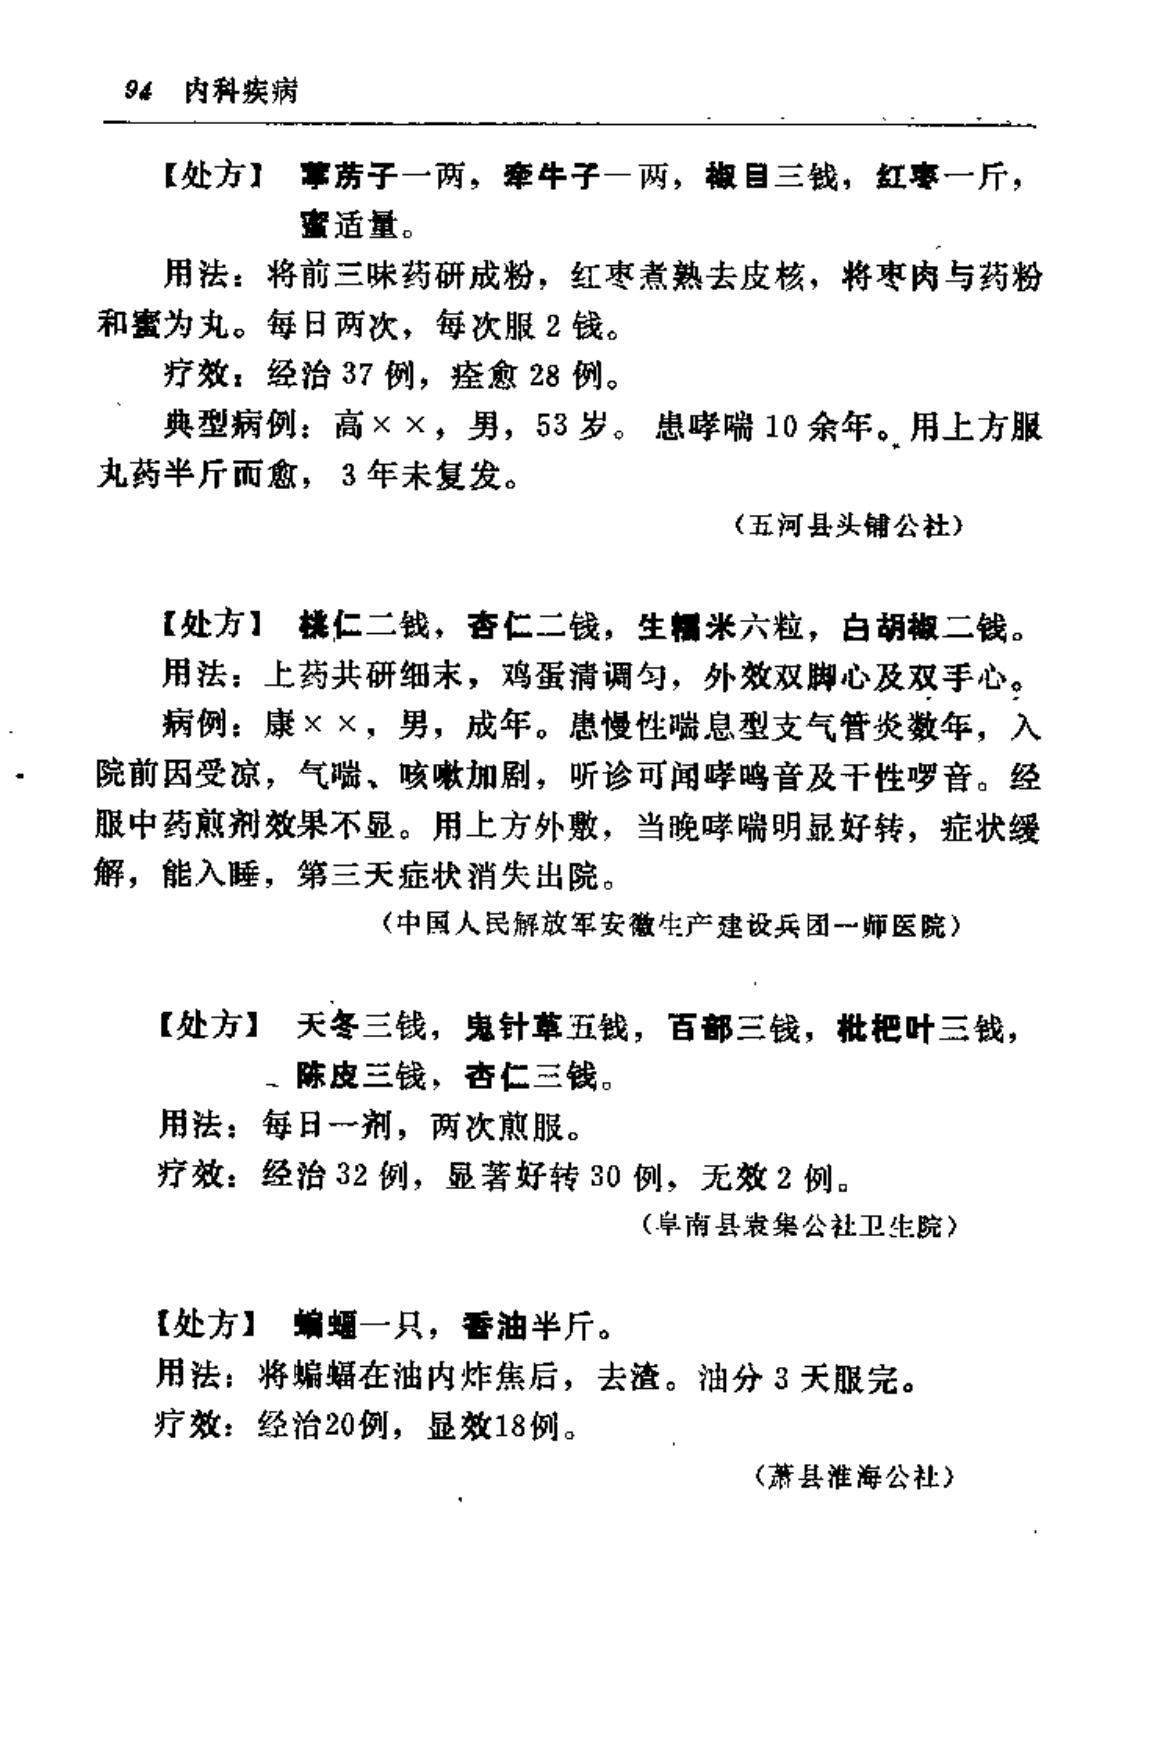 94 内科疾病
【处方】 葶苈子一两，牵牛子一两，椒目三钱，红枣一斤，
蜜适量。
用法：将前三味药研成粉，红枣煮熟去皮核，将枣肉与药粉
和蜜为丸。每日两次，每次服 2 钱。
疗效：经治 37 例，痊愈 28 例。
典型病例：高××，男，53 岁。患哮喘 10 余年。用上方服
丸药半斤而愈，3 年未复发。
（五河县头铺公社）
【处方】 桃仁二钱，杏仁二钱，生糯米六粒，白胡椒二钱。
用法：上药共研细末，鸡蛋清调匀，外效双脚心及双手心。
病例：康××，男，成年。患慢性喘息型支气管炎数年，入
院前因受凉，气喘、咳嗽加剧，听诊可闻哮鸣音及干性啰音。经
服中药煎剂效果不显。用上方外敷，当晚哮喘明显好转，症状缓
解，能入睡，第三天症状消失出院。
（中国人民解放军安徽生产建设兵团一师医院）
【处方】 天冬三钱，鬼针草五钱，百部三钱，枇杷叶三钱，
陈皮三钱，杏仁三钱。
用法：每日一剂，两次煎服。
疗效：经治 32 例，显著好转 30 例，无效 2 例。
（阜南县袁集公社卫生院）
【处方】 蝙蝠一只，香油半斤。
用法：将蝙蝠在油内炸焦后，去渣。油分 3 天服完。
疗效：经治20例，显效18例。
（萧县淮海公社）